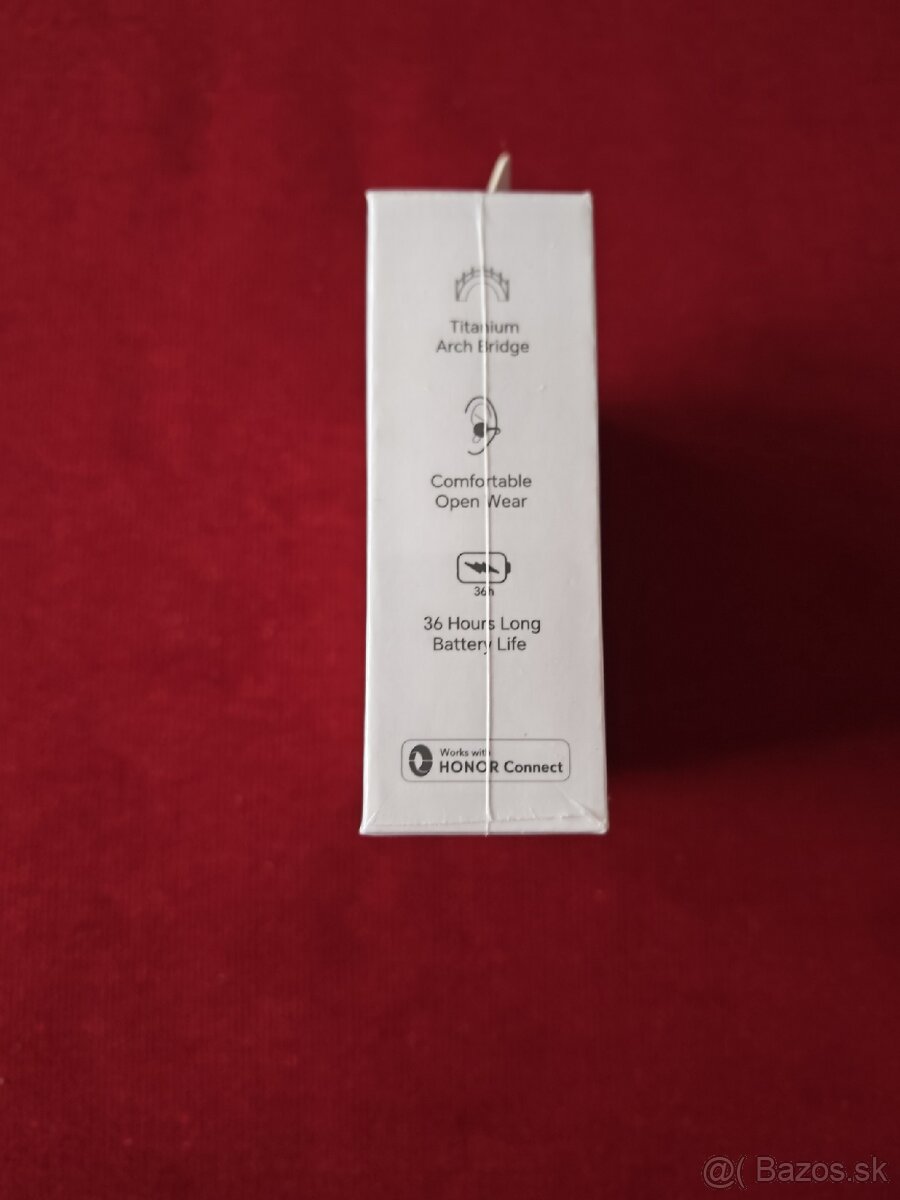 Titanium
Arch Bridge
Comfortable
Open Wear
36h
36 Hours Long
Battery Life
Works with
HONOR Connect
@( Bazos.sk